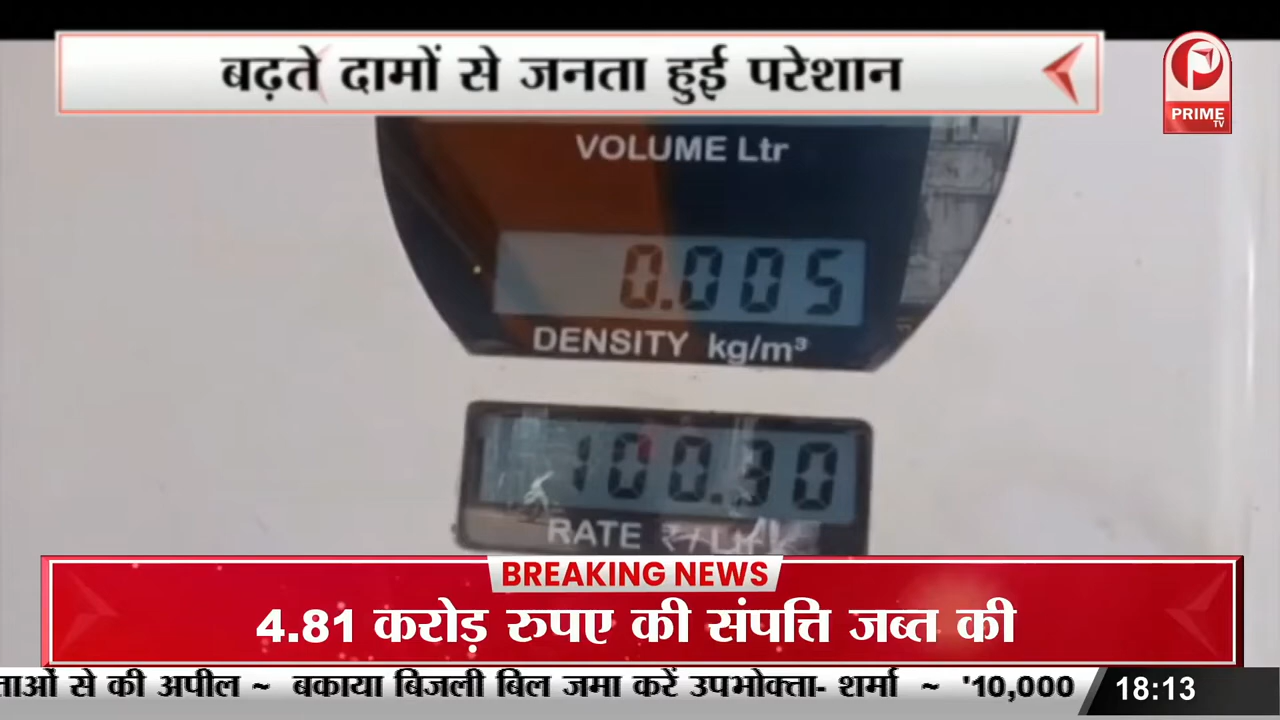 बढ़ते दामों से जनता हुई परेशान
PRIME
TV
VOLUME Ltr
0.005
DENSITY kg/m³
100.30
RATE ₹/Ltr
BREAKING NEWS
4.81 करोड़ रुपए की संपत्ति जब्त की
ताओं से की अपील ~ बकाया बिजली बिल जमा करें उपभोक्ता- शर्मा ~ '10,000
18:13